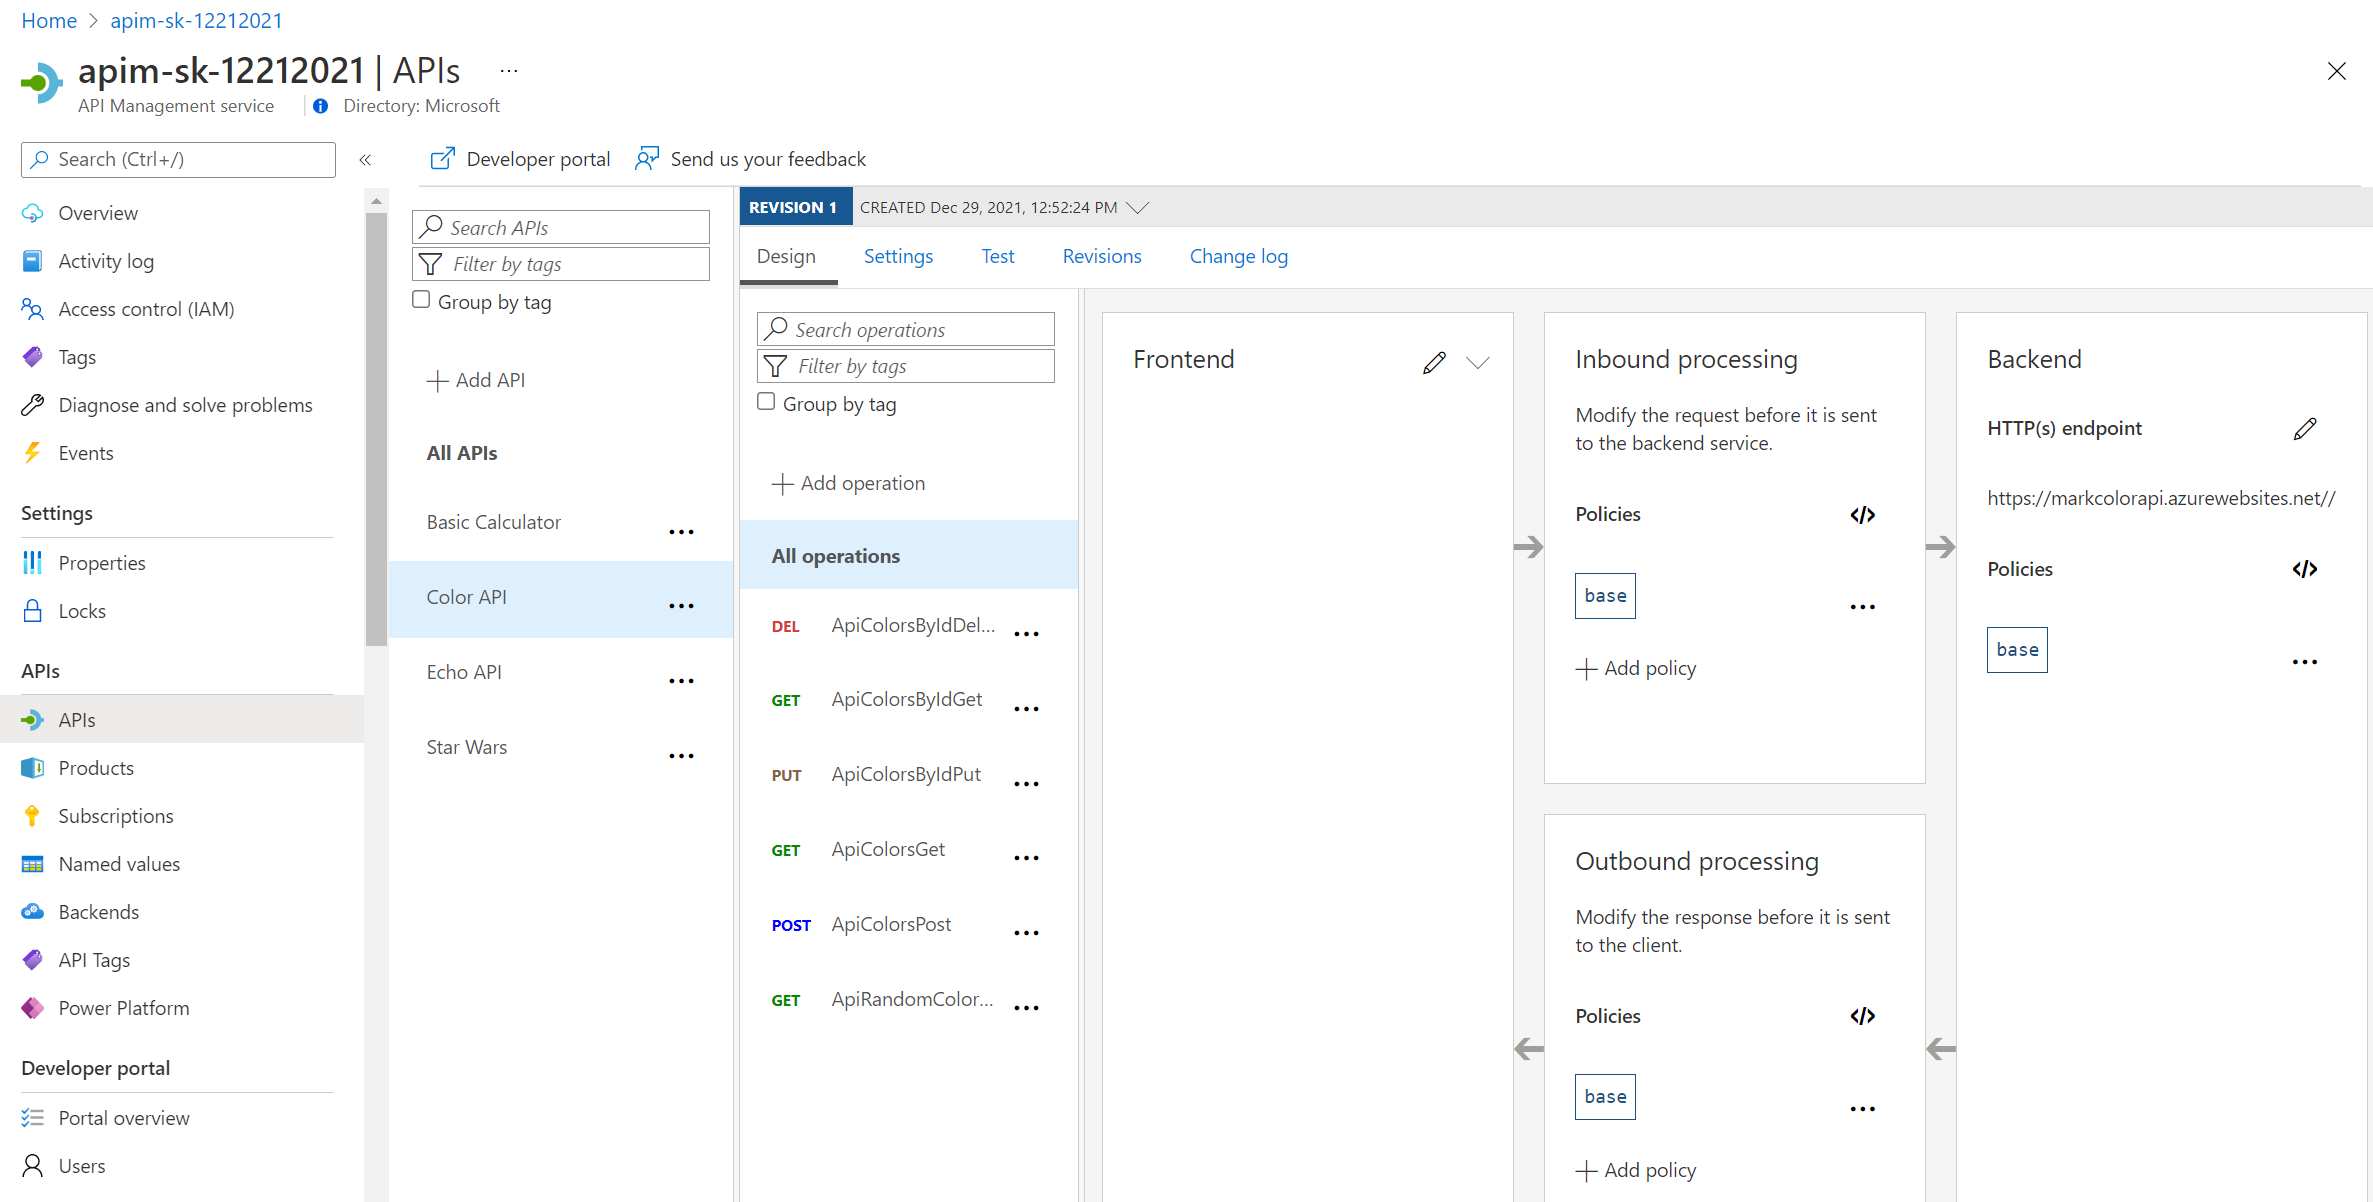 Home > apim-sk-12212021
apim-sk-12212021 | APIs ...
API Management service
Directory: Microsoft
Search (Ctrl+/)
«
Overview
Activity log
Access control (IAM)
Tags
Diagnose and solve problems
Events
Settings
Properties
Locks
APIs
APIs
Products
Subscriptions
Named values
Backends
API Tags
Power Platform
Developer portal
Portal overview
Users
Developer portal
Send us your feedback
Search APIs
Filter by tags
Group by tag
+ Add API
All APIs
Basic Calculator ...
Color API ...
Echo API ...
Star Wars ...
REVISION 1
CREATED Dec 29, 2021, 12:52:24 PM
Design
Settings
Test
Revisions
Change log
Search operations
Filter by tags
Group by tag
+ Add operation
All operations
DEL ApiColorsByIdDel... ...
GET ApiColorsByIdGet ...
PUT ApiColorsByIdPut ...
GET ApiColorsGet ...
POST ApiColorsPost ...
GET ApiRandomColor... ...
Frontend
Inbound processing
Modify the request before it is sent
to the backend service.
Policies </>
base ...
+ Add policy
Outbound processing
Modify the response before it is sent
to the client.
Policies </>
base ...
+ Add policy
Backend
HTTP(s) endpoint
https://markcolorapi.azurewebsites.net//
Policies </>
base ...